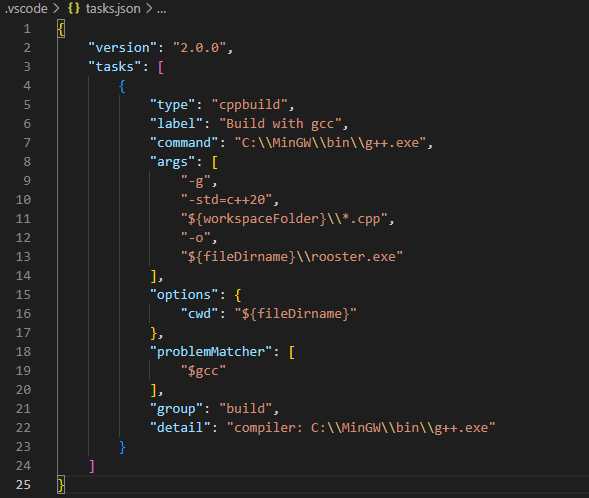 .vscode > {} tasks.json > ...
1 {
2     "version": "2.0.0",
3     "tasks": [
4         {
5             "type": "cppbuild",
6             "label": "Build with gcc",
7             "command": "C:\\MinGW\\bin\\g++.exe",
8             "args": [
9                 "-g",
10                 "-std=c++20",
11                 "${workspaceFolder}\\*.cpp",
12                 "-o",
13                 "${fileDirname}\\rooster.exe"
14             ],
15             "options": {
16                 "cwd": "${fileDirname}"
17             },
18             "problemMatcher": [
19                 "$gcc"
20             ],
21             "group": "build",
22             "detail": "compiler: C:\\MinGW\\bin\\g++.exe"
23         }
24     ]
25 }